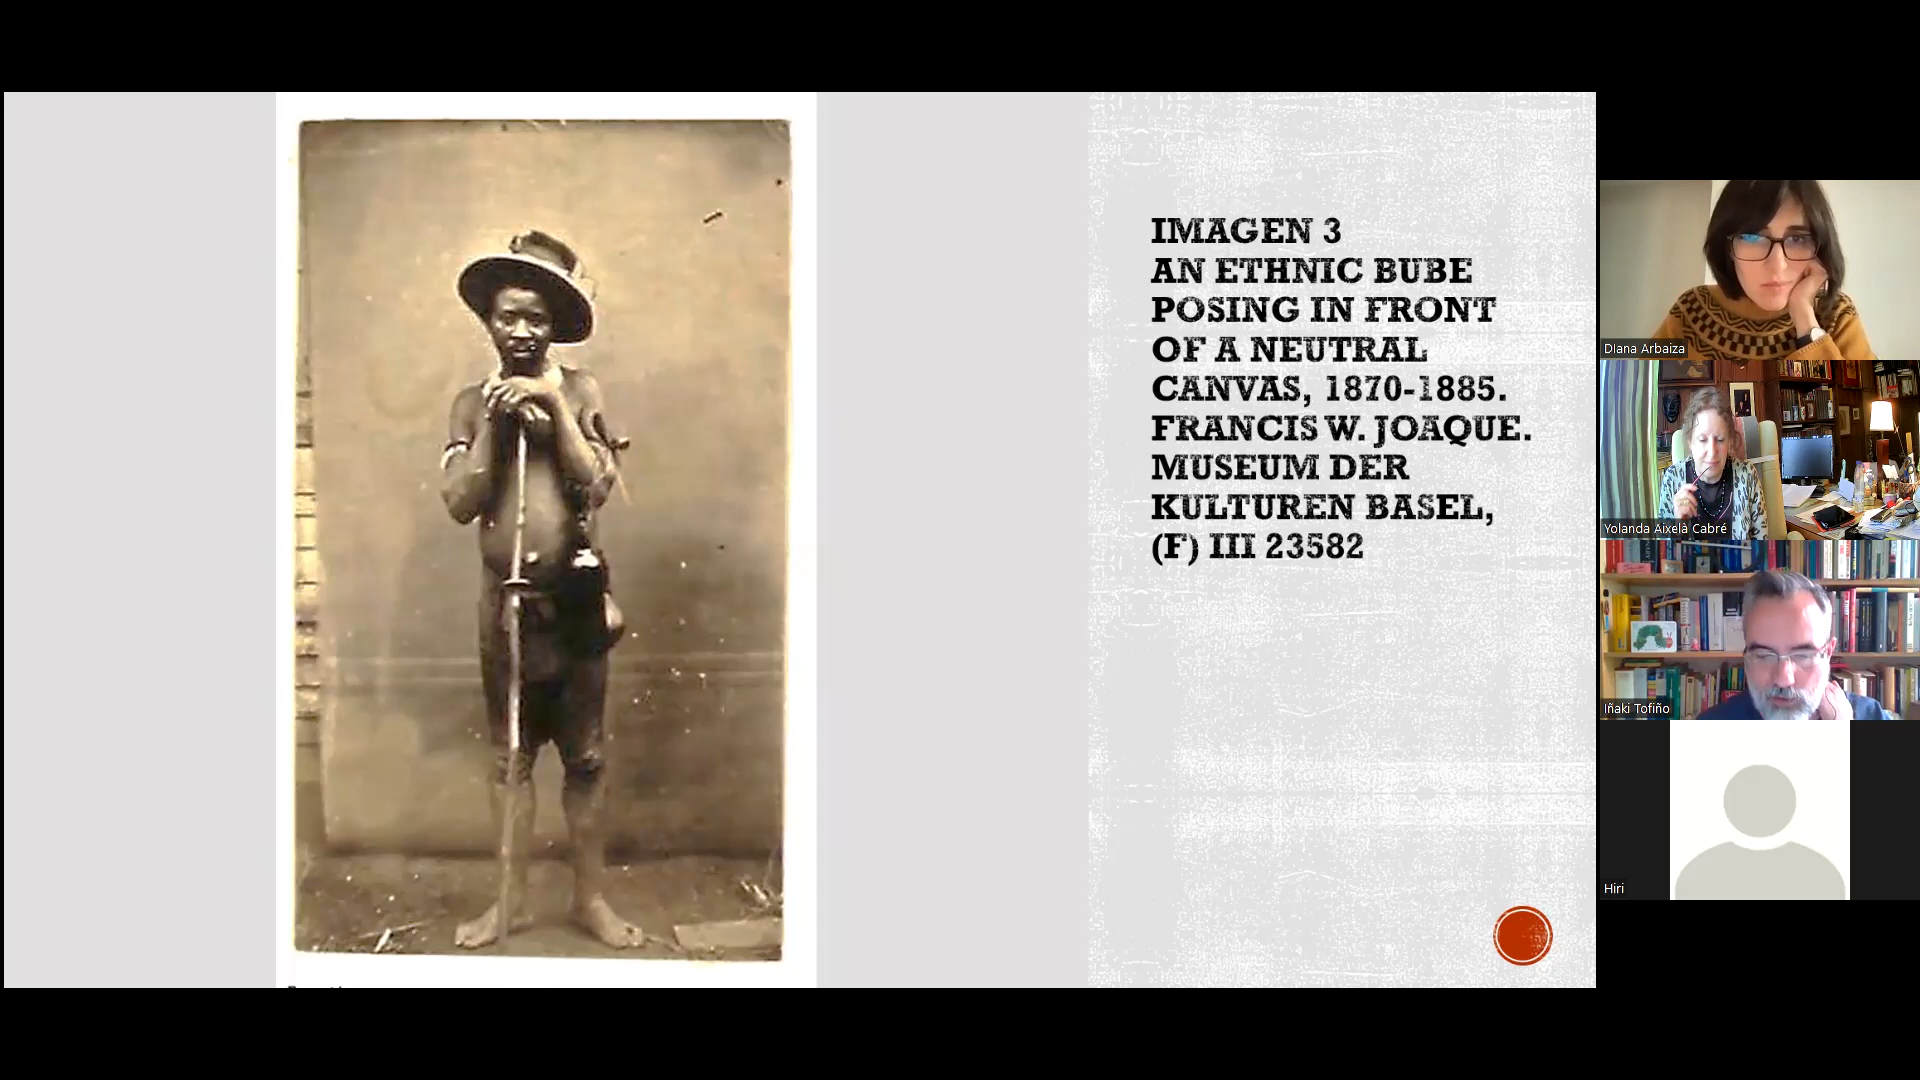 IMAGEN 3
AN ETHNIC BUBE
POSING IN FRONT
OF A NEUTRAL
CANVAS, 1870-1885.
FRANCIS W. JOAQUE.
MUSEUM DER
KULTUREN BASEL,
(F) III 23582
DIana Arbaiza
Yolanda Aixelà Cabré
Iñaki Tofiño
Hiri